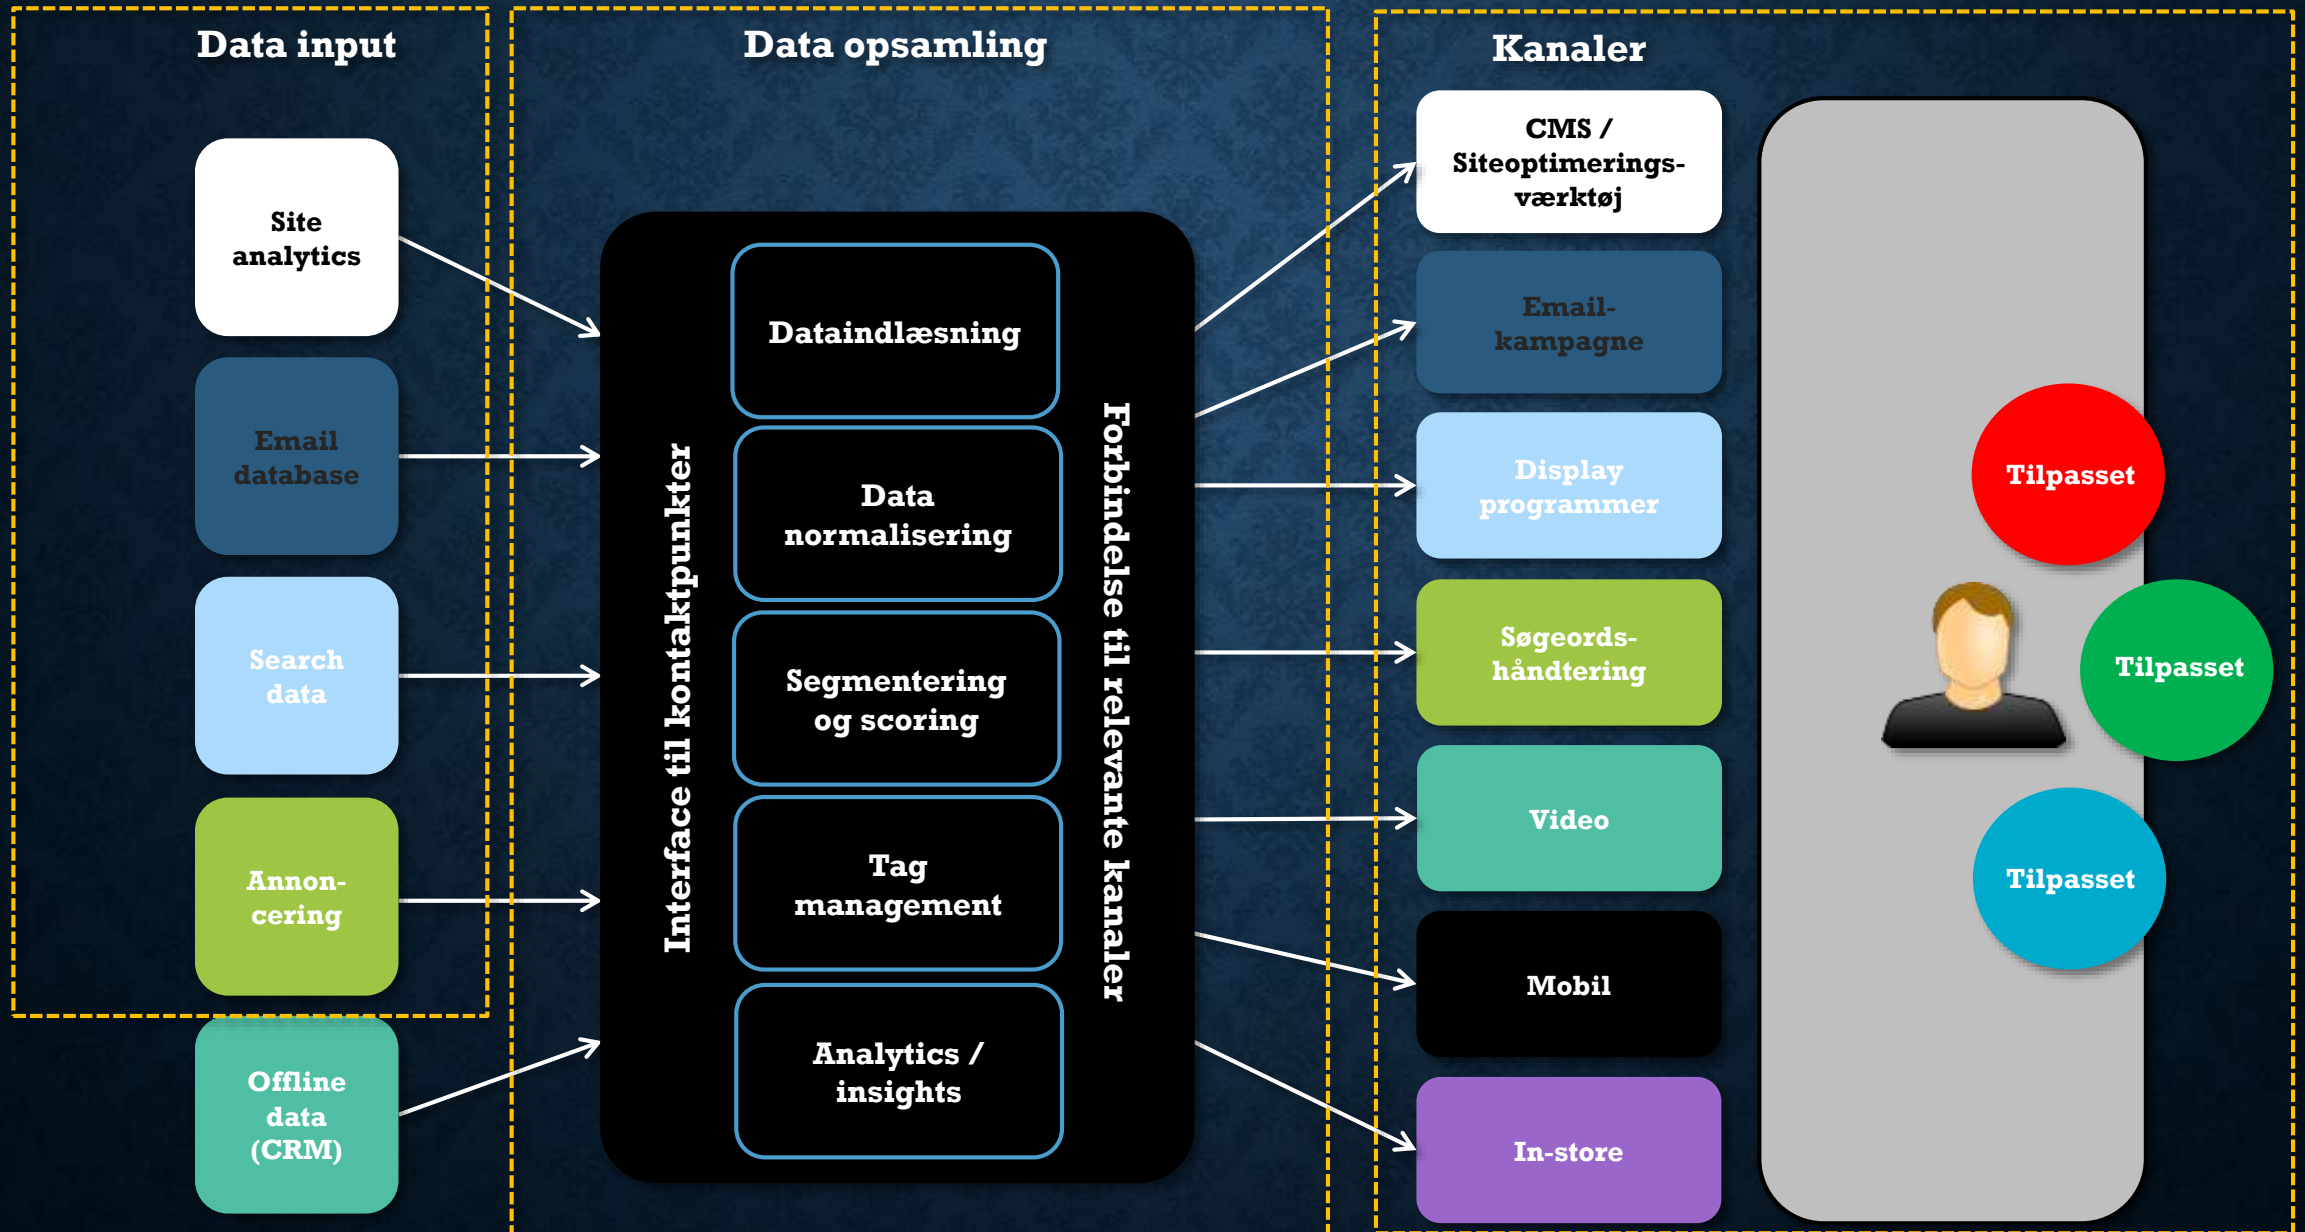 Data input
Site
analytics
Email
database
Search
data
Annon-
cering
Offline
data
(CRM)
Data opsamling
Interface til kontaktpunkter
Dataindlæsning
Data
normalisering
Segmentering
og scoring
Tag
management
Analytics /
insights
Forbindelse til relevante kanaler
Kanaler
CMS /
Siteoptimerings-
værktøj
Email-
kampagne
Display
programmer
Søgeords-
håndtering
Video
Mobil
In-store
Tilpasset
Tilpasset
Tilpasset